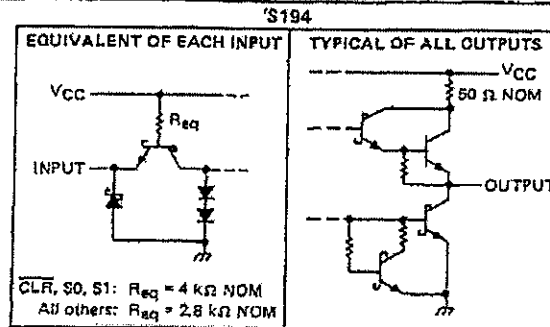 'S194
EQUIVALENT OF EACH INPUT
VCC
Req
INPUT
CLR, S0, S1: Req = 4 kΩ NOM
All others: Req = 2.8 kΩ NOM
TYPICAL OF ALL OUTPUTS
VCC
50 Ω NOM
OUTPUT